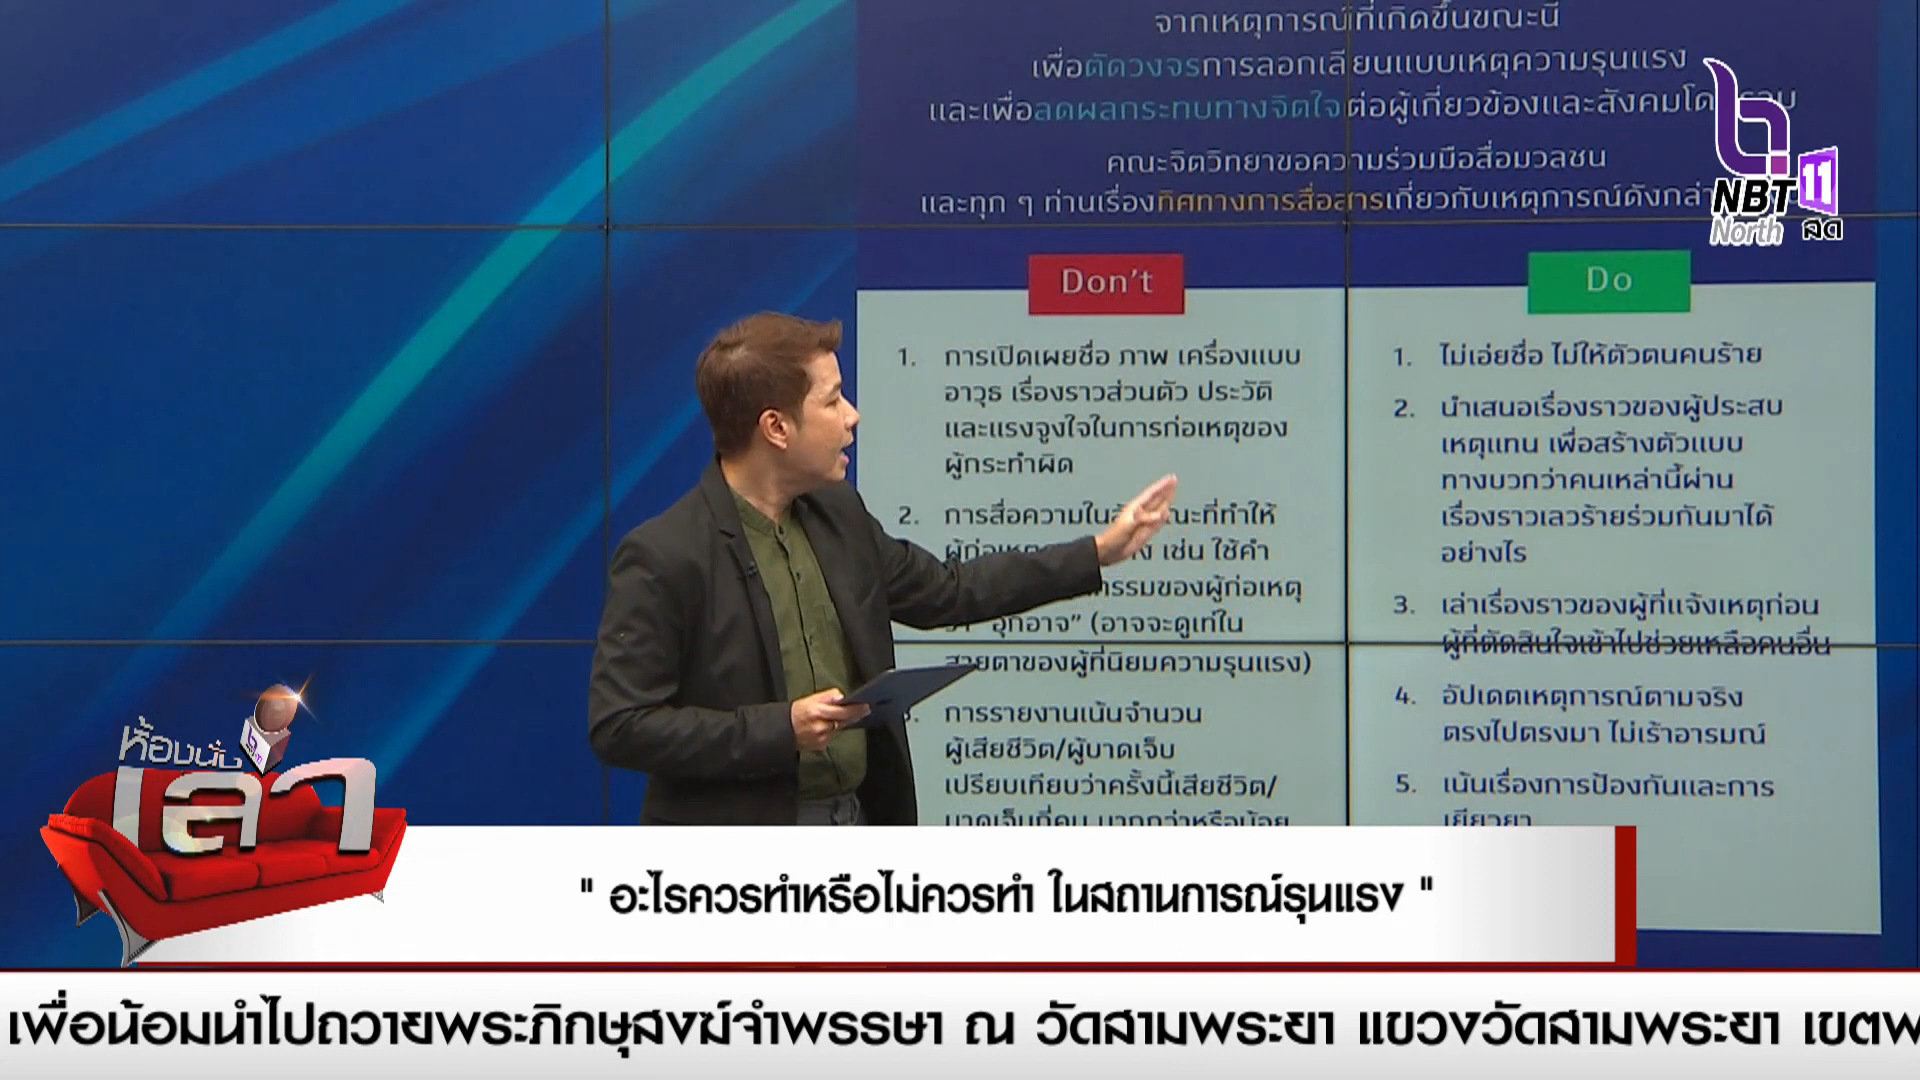 จากเหตุการณ์ที่เกิดขึ้นขณะนี้
เพื่อตัดวงจรการลอกเลียนแบบเหตุความรุนแรง
และเพื่อลดผลกระทบทางจิตใจต่อผู้เกี่ยวข้องและสังคม
คณะจิตวิทยาขอความร่วมมือสื่อมวลชน
และทุก ๆ ท่านเรื่องทิศทางการสื่อสารเกี่ยวกับเหตุการณ์
NBT 11
North สด
Don't
1. การเปิดเผยชื่อ ภาพ เครื่องแบบ
อาวุธ เรื่องราวส่วนตัว ประวัติ
และแรงจูงใจในการก่อเหตุของ
ผู้กระทำผิด
2. การสื่อความใน ที่ทำให้
เช่น ใช้คำ
ของผู้ก่อเหตุ
"อุกอาจ" (อาจจะดูเท่ใน
สายตาของผู้ที่นิยมความรุนแรง)
การรายงานเน้นจำนวน
ผู้เสียชีวิต/ผู้บาดเจ็บ
เปรียบเทียบว่าครั้งนี้เสียชีวิต/
บาดเจ็บกี่คน มากกว่าหรือน้อย
Do
1. ไม่เอ่ยชื่อ ไม่ให้ตัวตนคนร้าย
2. นำเสนอเรื่องราวของผู้ประสบ
เหตุแทน เพื่อสร้างตัวแบบ
ทางบวกว่าคนเหล่านี้ผ่าน
เรื่องราวเลวร้ายร่วมกันมาได้
อย่างไร
3. เล่าเรื่องราวของผู้ที่แจ้งเหตุก่อน
ผู้ที่ตัดสินใจเข้าไปช่วยเหลือคนอื่น
4. อัปเดตเหตุการณ์ตามจริง
ตรงไปตรงมา ไม่เร้าอารมณ์
5. เน้นเรื่องการป้องกันและการ
เยียวยา
ห้องนั่ง
เล่า
" อะไรควรทำหรือไม่ควรทำ ในสถานการณ์รุนแรง "
เพื่อน้อมนำไปถวายพระภิกษุสงฆ์จำพรรษา ณ วัดสามพระยา แขวงวัดสามพระยา เขตพ